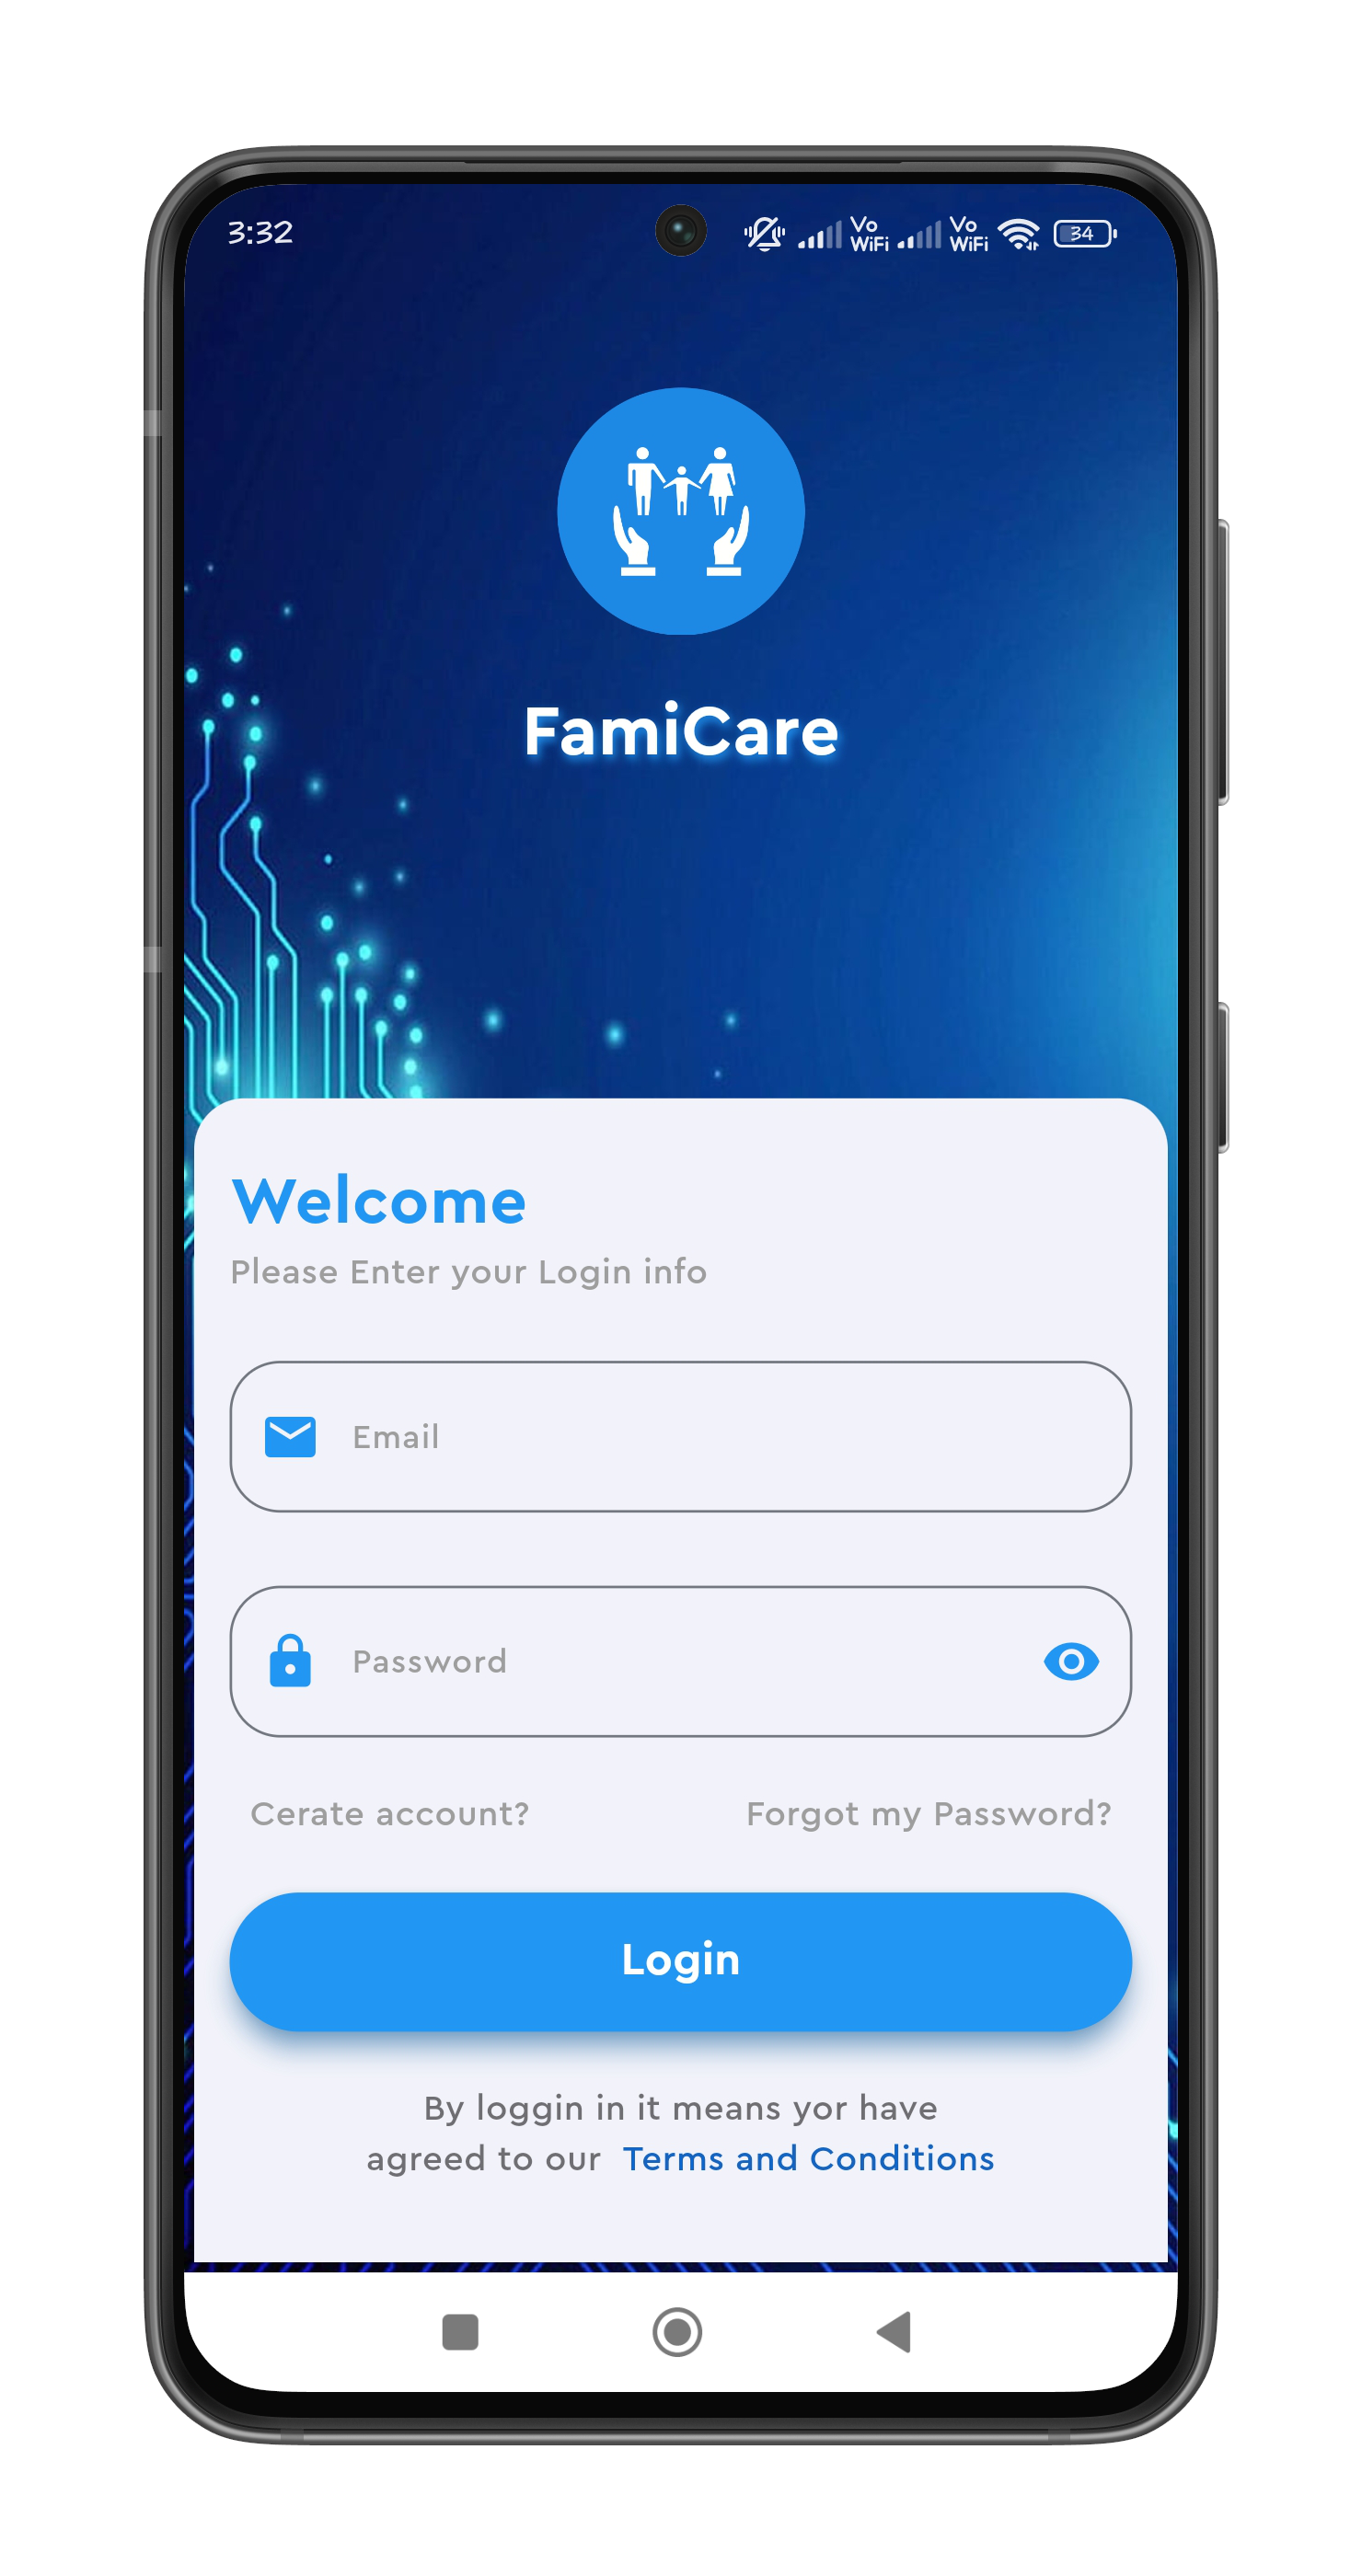 3:32 Vo WiFi Vo WiFi 34
FamiCare
Welcome
Please Enter your Login info
Email
Password
Cerate account? Forgot my Password?
Login
By loggin in it means yor have
agreed to our Terms and Conditions